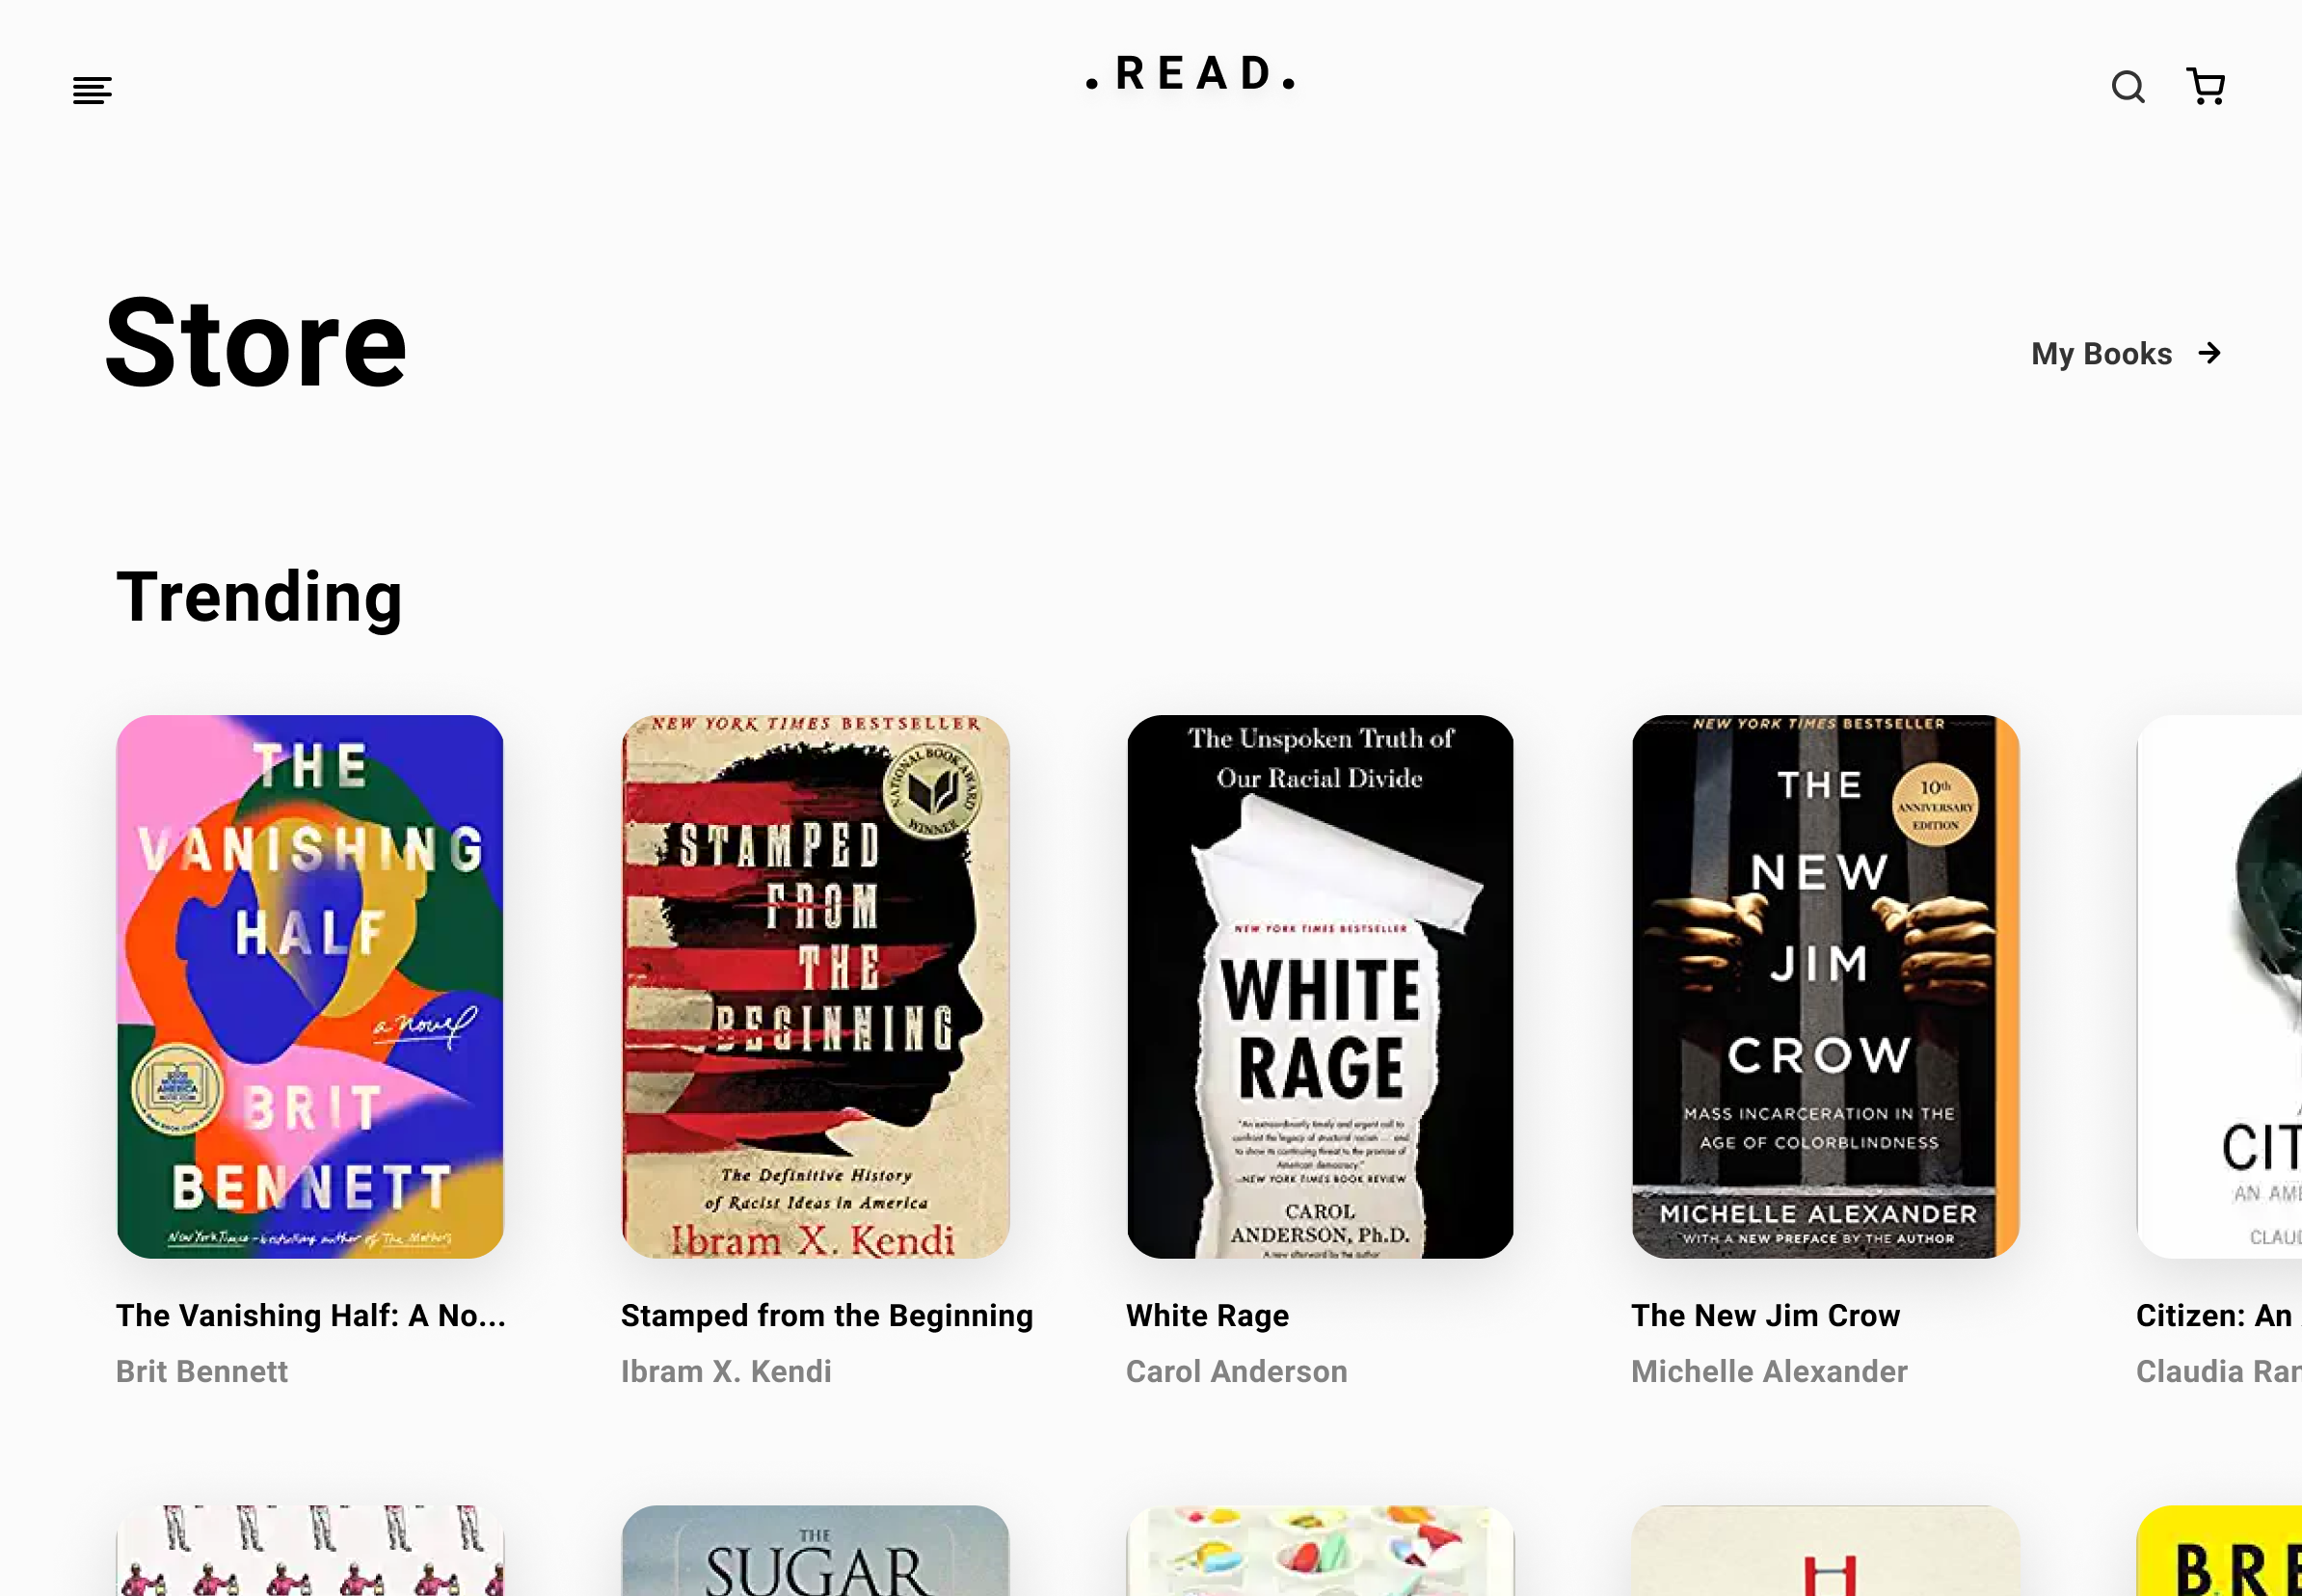 .READ.
Store
My Books
Trending
THE
VANISHING
HALF
a novel
BRIT
BENNETT
New York Times-bestselling author of The Mothers
NEW YORK TIMES BESTSELLER
NATIONAL BOOK AWARD
WINNER
STAMPED
FROM
THE
BEGINNING
The Definitive History
of Racist Ideas in America
Ibram X. Kendi
The Unspoken Truth of
Our Racial Divide
NEW YORK TIMES BESTSELLER
WHITE
RAGE
"An extraordinarily timely and urgent call to
confront the legacy of structural racism ... and
to show its continuing threat to the promise of
American democracy."
—NEW YORK TIMES BOOK REVIEW
CAROL
ANDERSON, Ph.D.
A new afterword by the author
NEW YORK TIMES BESTSELLER
10th
ANNIVERSARY
EDITION
THE
NEW
JIM
CROW
MASS INCARCERATION IN THE
AGE OF COLORBLINDNESS
MICHELLE ALEXANDER
WITH A NEW PREFACE BY THE AUTHOR
CIT
AN AME
CLAUD
The Vanishing Half: A No...
Brit Bennett
Stamped from the Beginning
Ibram X. Kendi
White Rage
Carol Anderson
The New Jim Crow
Michelle Alexander
Citizen: An
Claudia Ran
THE
SUGAR
H
B.RE